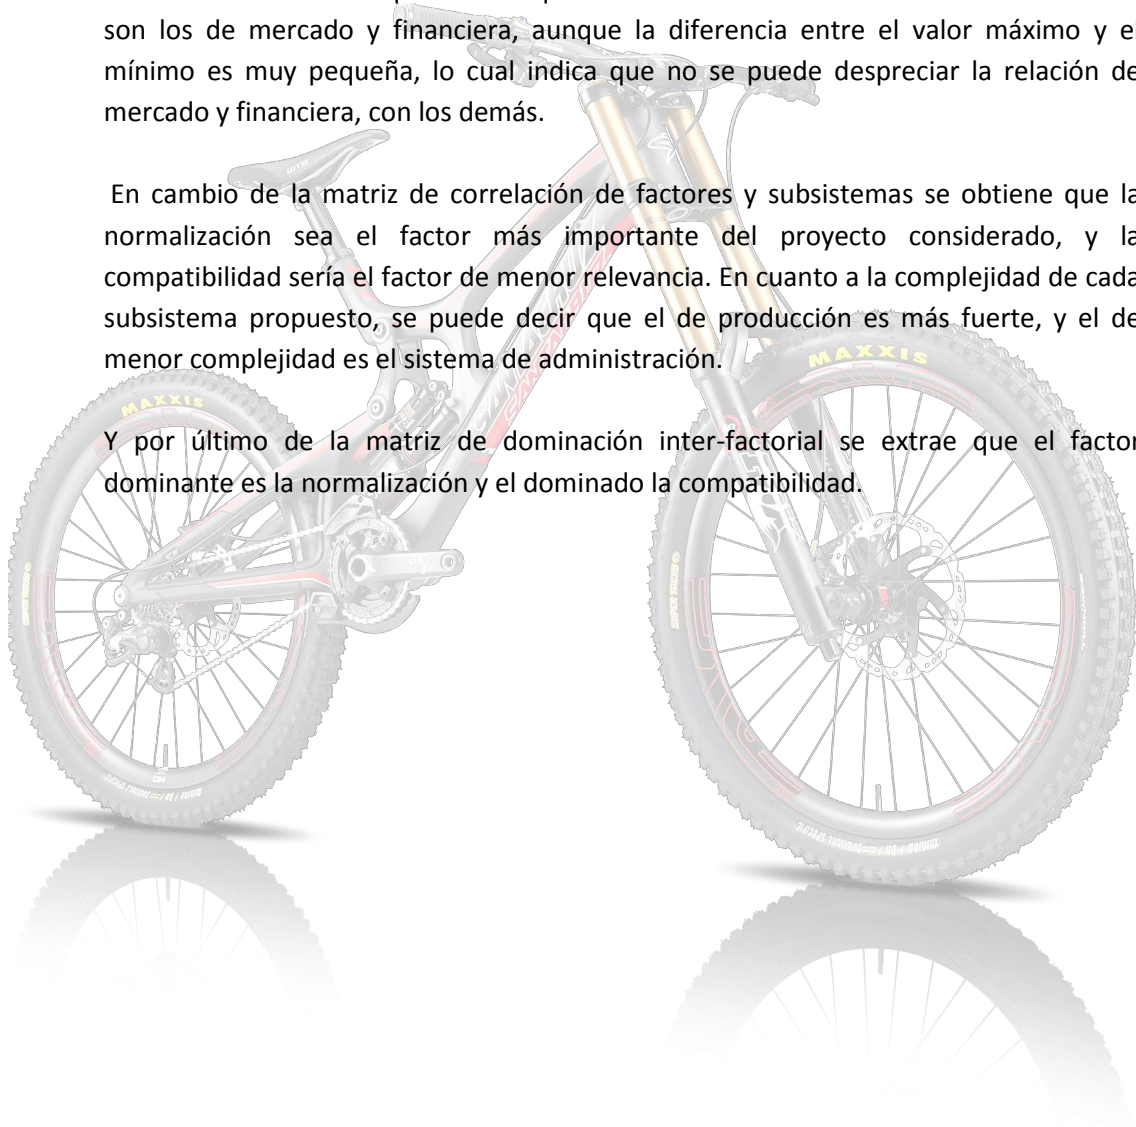 son los de mercado y financiera, aunque la diferencia entre el valor máximo y el
mínimo es muy pequeña, lo cual indica que no se puede despreciar la relación de
mercado y financiera, con los demás.
En cambio de la matriz de correlación de factores y subsistemas se obtiene que la
normalización sea el factor más importante del proyecto considerado, y la
compatibilidad sería el factor de menor relevancia. En cuanto a la complejidad de cada
subsistema propuesto, se puede decir que el de producción es más fuerte, y el de
menor complejidad es el sistema de administración.
MAXXIS
MAXXIS
Y por último de la matriz de dominación inter-factorial se extrae que el factor
dominante es la normalización y el dominado la compatibilidad.